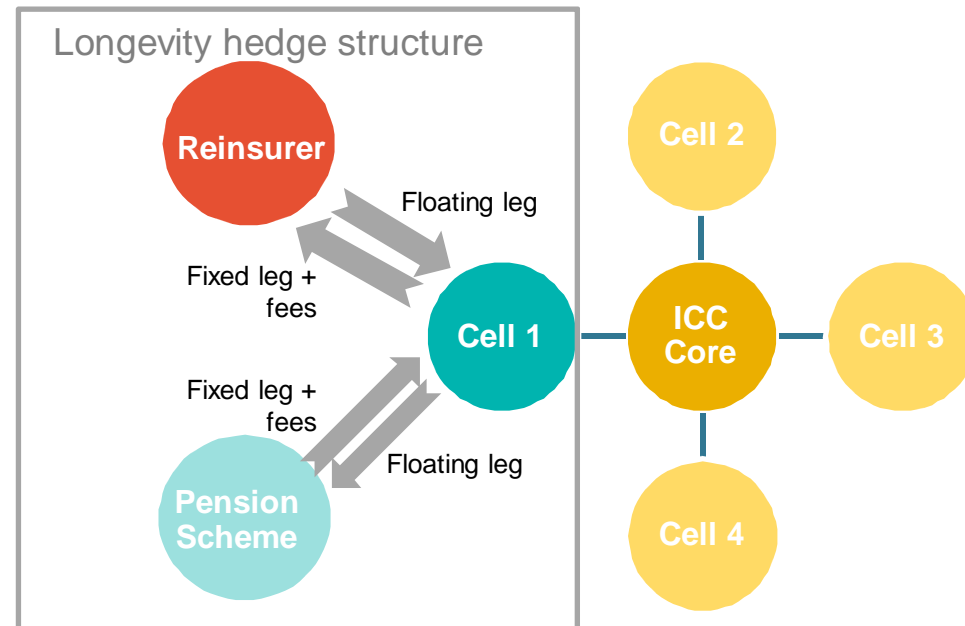 Longevity hedge structure
Reinsurer
Floating leg
Fixed leg +
fees
Cell 1
Fixed leg +
fees
Floating leg
Pension
Scheme
Cell 2
ICC
Core
Cell 3
Cell 4